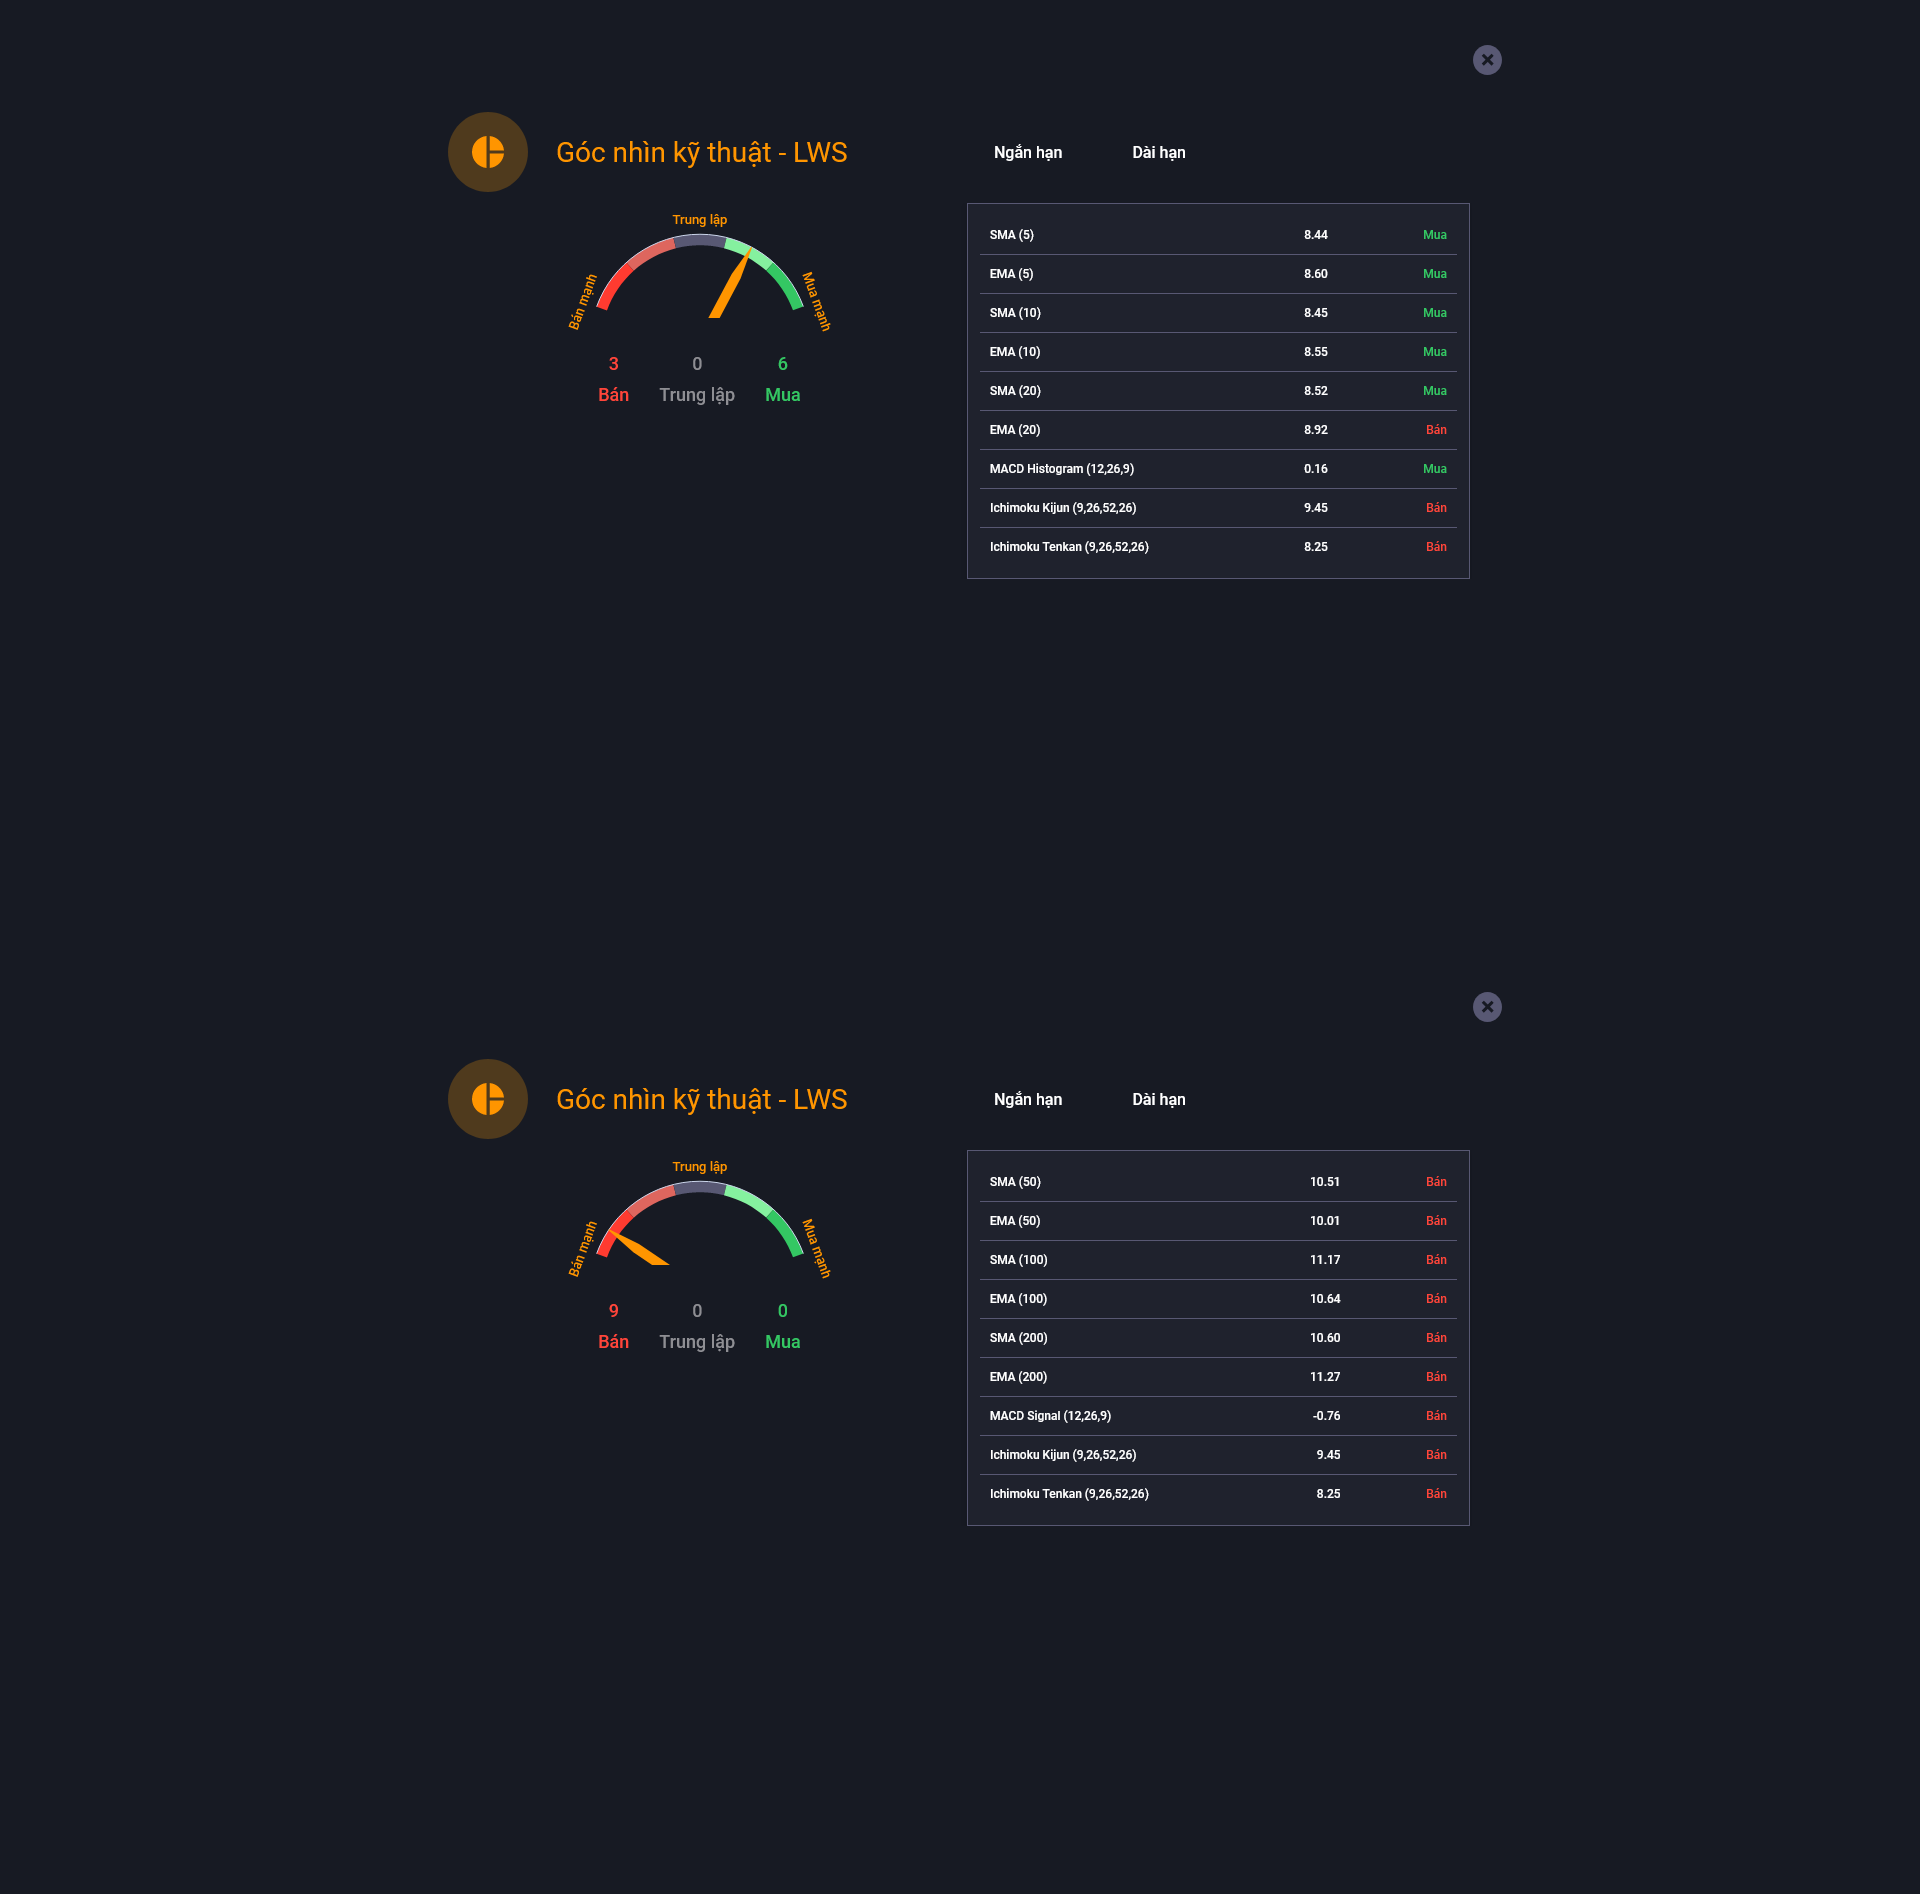 Góc nhìn kỹ thuật - LWS
Ngắn hạn Dài hạn
Trung lập
Bán mạnh
Mua mạnh
3 0 6
Bán Trung lập Mua
SMA (5) 8.44 Mua
EMA (5) 8.60 Mua
SMA (10) 8.45 Mua
EMA (10) 8.55 Mua
SMA (20) 8.52 Mua
EMA (20) 8.92 Bán
MACD Histogram (12,26,9) 0.16 Mua
Ichimoku Kijun (9,26,52,26) 9.45 Bán
Ichimoku Tenkan (9,26,52,26) 8.25 Bán
Góc nhìn kỹ thuật - LWS
Ngắn hạn Dài hạn
Trung lập
Bán mạnh
Mua mạnh
9 0 0
Bán Trung lập Mua
SMA (50) 10.51 Bán
EMA (50) 10.01 Bán
SMA (100) 11.17 Bán
EMA (100) 10.64 Bán
SMA (200) 10.60 Bán
EMA (200) 11.27 Bán
MACD Signal (12,26,9) -0.76 Bán
Ichimoku Kijun (9,26,52,26) 9.45 Bán
Ichimoku Tenkan (9,26,52,26) 8.25 Bán